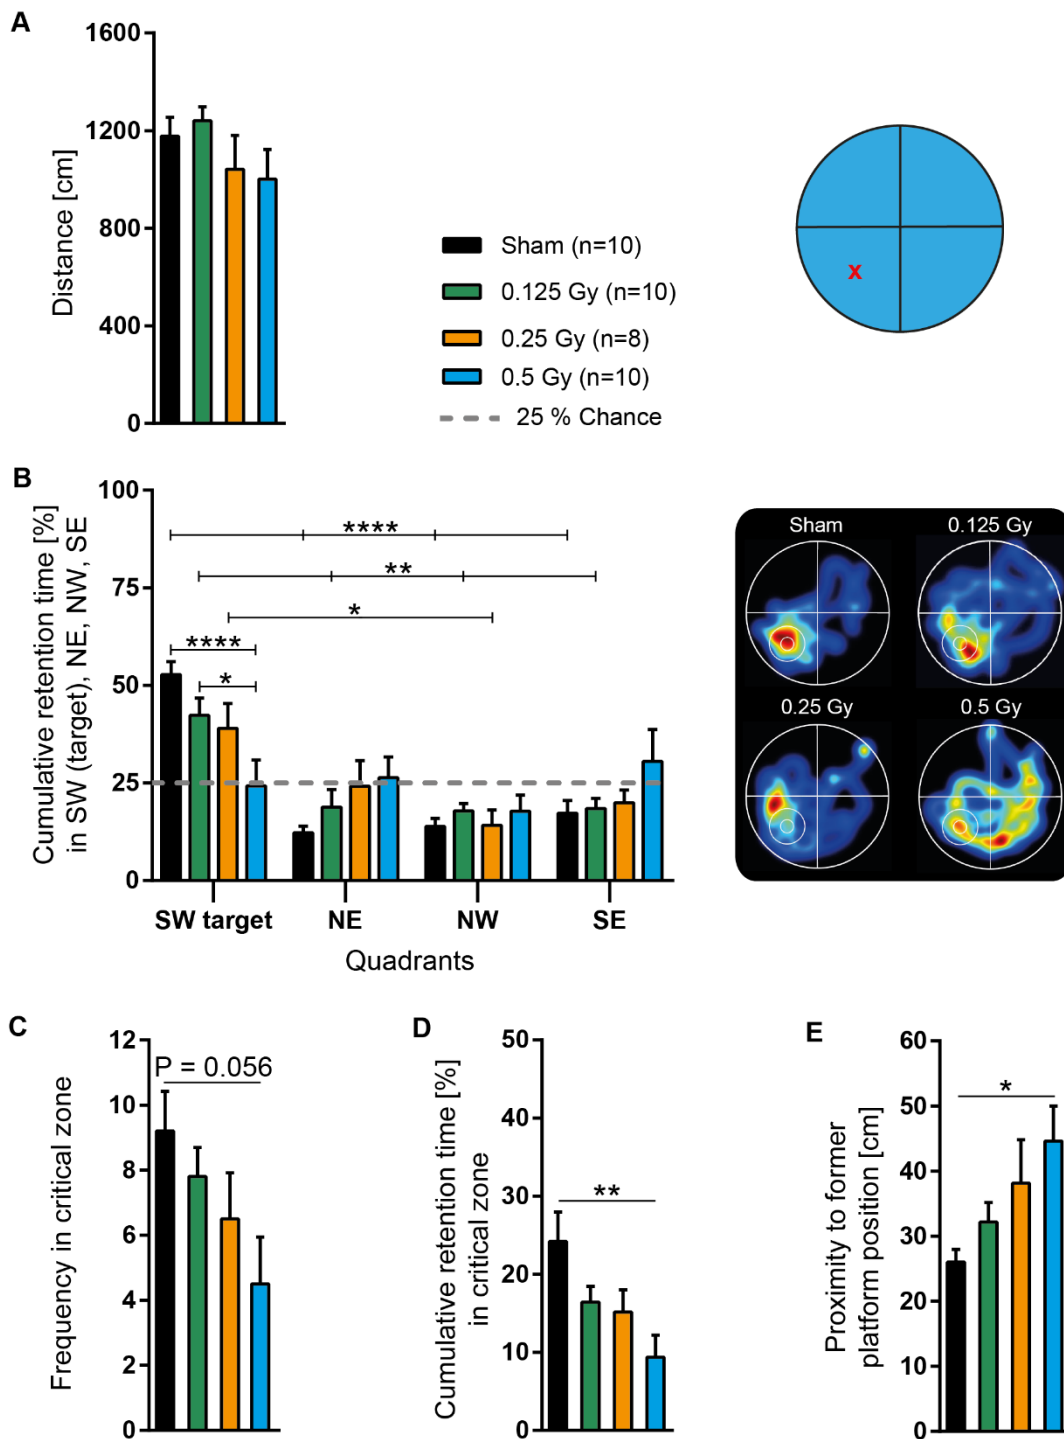 A
1600
1200
800
400
0
Distance [cm]
Sham (n=10)
0.125 Gy (n=10)
0.25 Gy (n=8)
0.5 Gy (n=10)
25 % Chance
x
B
100
75
50
25
0
Cumulative retention time [%]
in SW (target), NE, NW, SE
****
**
*
****
*
SW target
NE
NW
SE
Quadrants
Sham
0.125 Gy
0.25 Gy
0.5 Gy
C
12
10
8
6
4
2
0
Frequency in critical zone
P = 0.056
D
50
40
30
20
10
0
Cumulative retention time [%]
in critical zone
**
E
60
50
40
30
20
10
0
Proximity to former
platform position [cm]
*